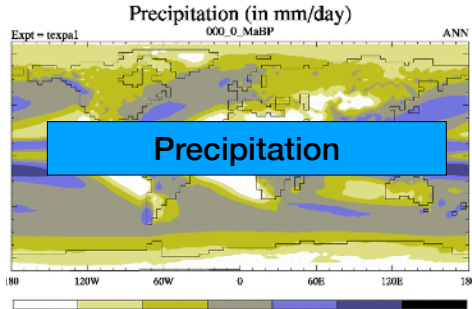 Precipitation (in mm/day)
Expt = texpa1 000_0_MaBP ANN
Precipitation
180 120W 60W 0 60E 120E 180